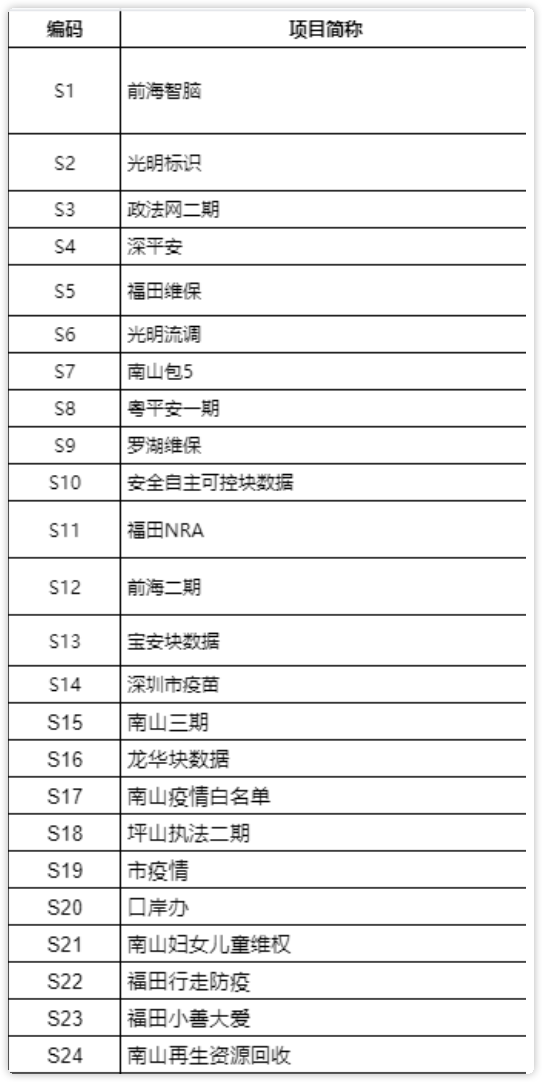 编码 项目简称
S1 前海智脑
S2 光明标识
S3 政法网二期
S4 深平安
S5 福田维保
S6 光明流调
S7 南山包5
S8 粤平安一期
S9 罗湖维保
S10 安全自主可控块数据
S11 福田NRA
S12 前海二期
S13 宝安块数据
S14 深圳市疫苗
S15 南山三期
S16 龙华块数据
S17 南山疫情白名单
S18 坪山执法二期
S19 市疫情
S20 口岸办
S21 南山妇女儿童维权
S22 福田行走防疫
S23 福田小善大爱
S24 南山再生资源回收